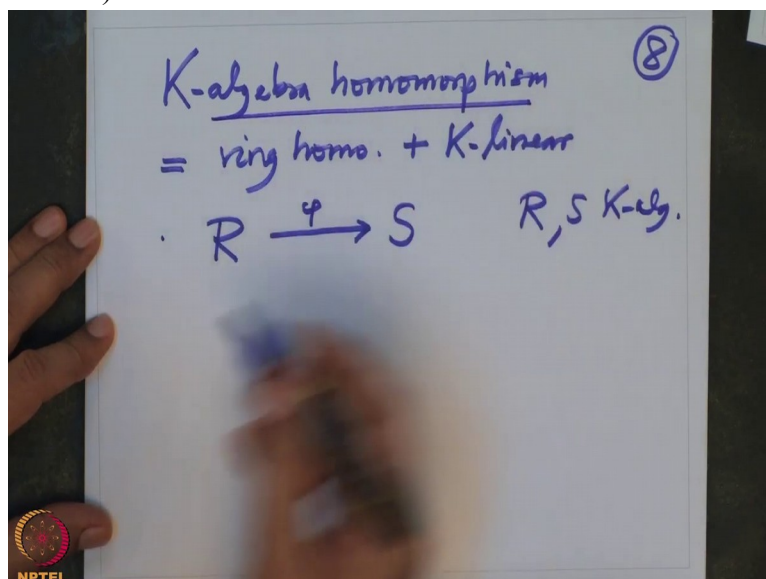 )
⑧
K-algebra homomorphism
= ring homo. + K-linear
R —φ→ S R, S K-alg.
NPTEL